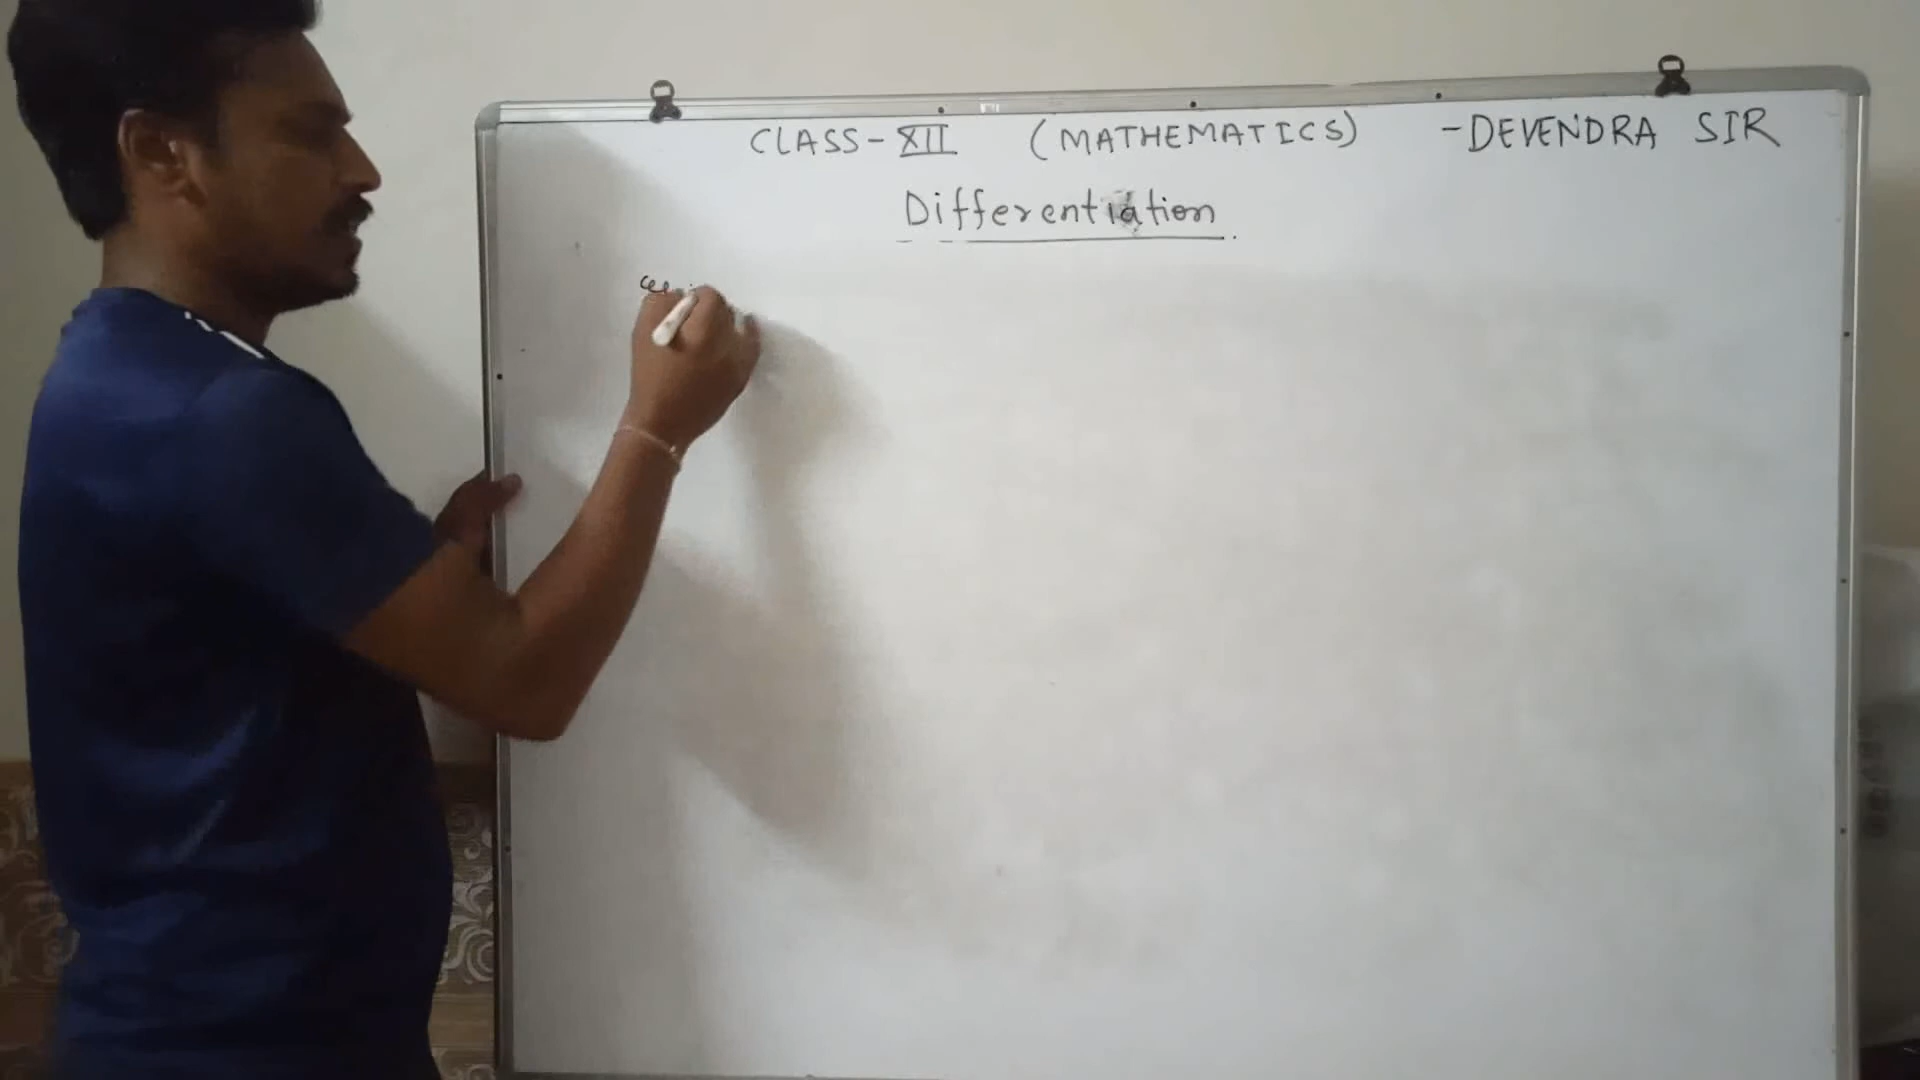 CLASS-XII (MATHEMATICS) -DEVENDRA SIR
Differentiation.